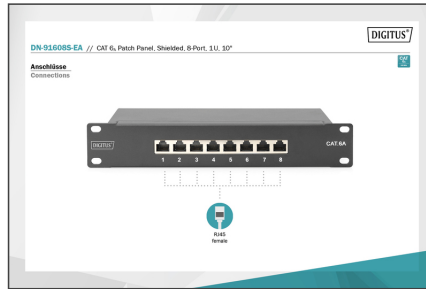 DIGITUS®
DN-91608S-EA // CAT 6A Patch Panel, Shielded, 8-Port, 1U, 10"
CAT
Anschlüsse
Connections
DIGITUS
CAT.6A
1 2 3 4 5 6 7 8
RJ45
female